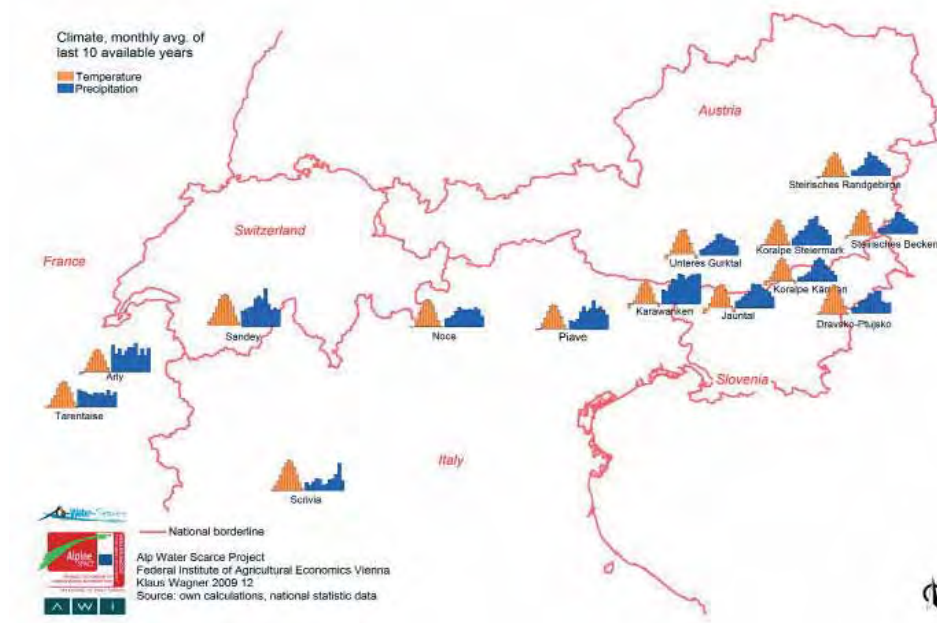 Climate, monthly avg. of
last 10 available years
Temperature
Precipitation
Austria
Steirisches Randgebirge
Switzerland
Koralpe Steiermark
Steirisches Becken
Unteres Gurktal
France
Koralpe Kärnten
Karawanken
Jauntal
Dravsko-Ptujsko
Sandey
Noce
Piave
Arly
Slovenia
Tarentaise
Italy
Scrivia
National borderline
Alp Water Scarce Project
Federal Institute of Agricultural Economics Vienna
Klaus Wagner 2009 12
Source: own calculations, national statistic data
Alpine
AWI